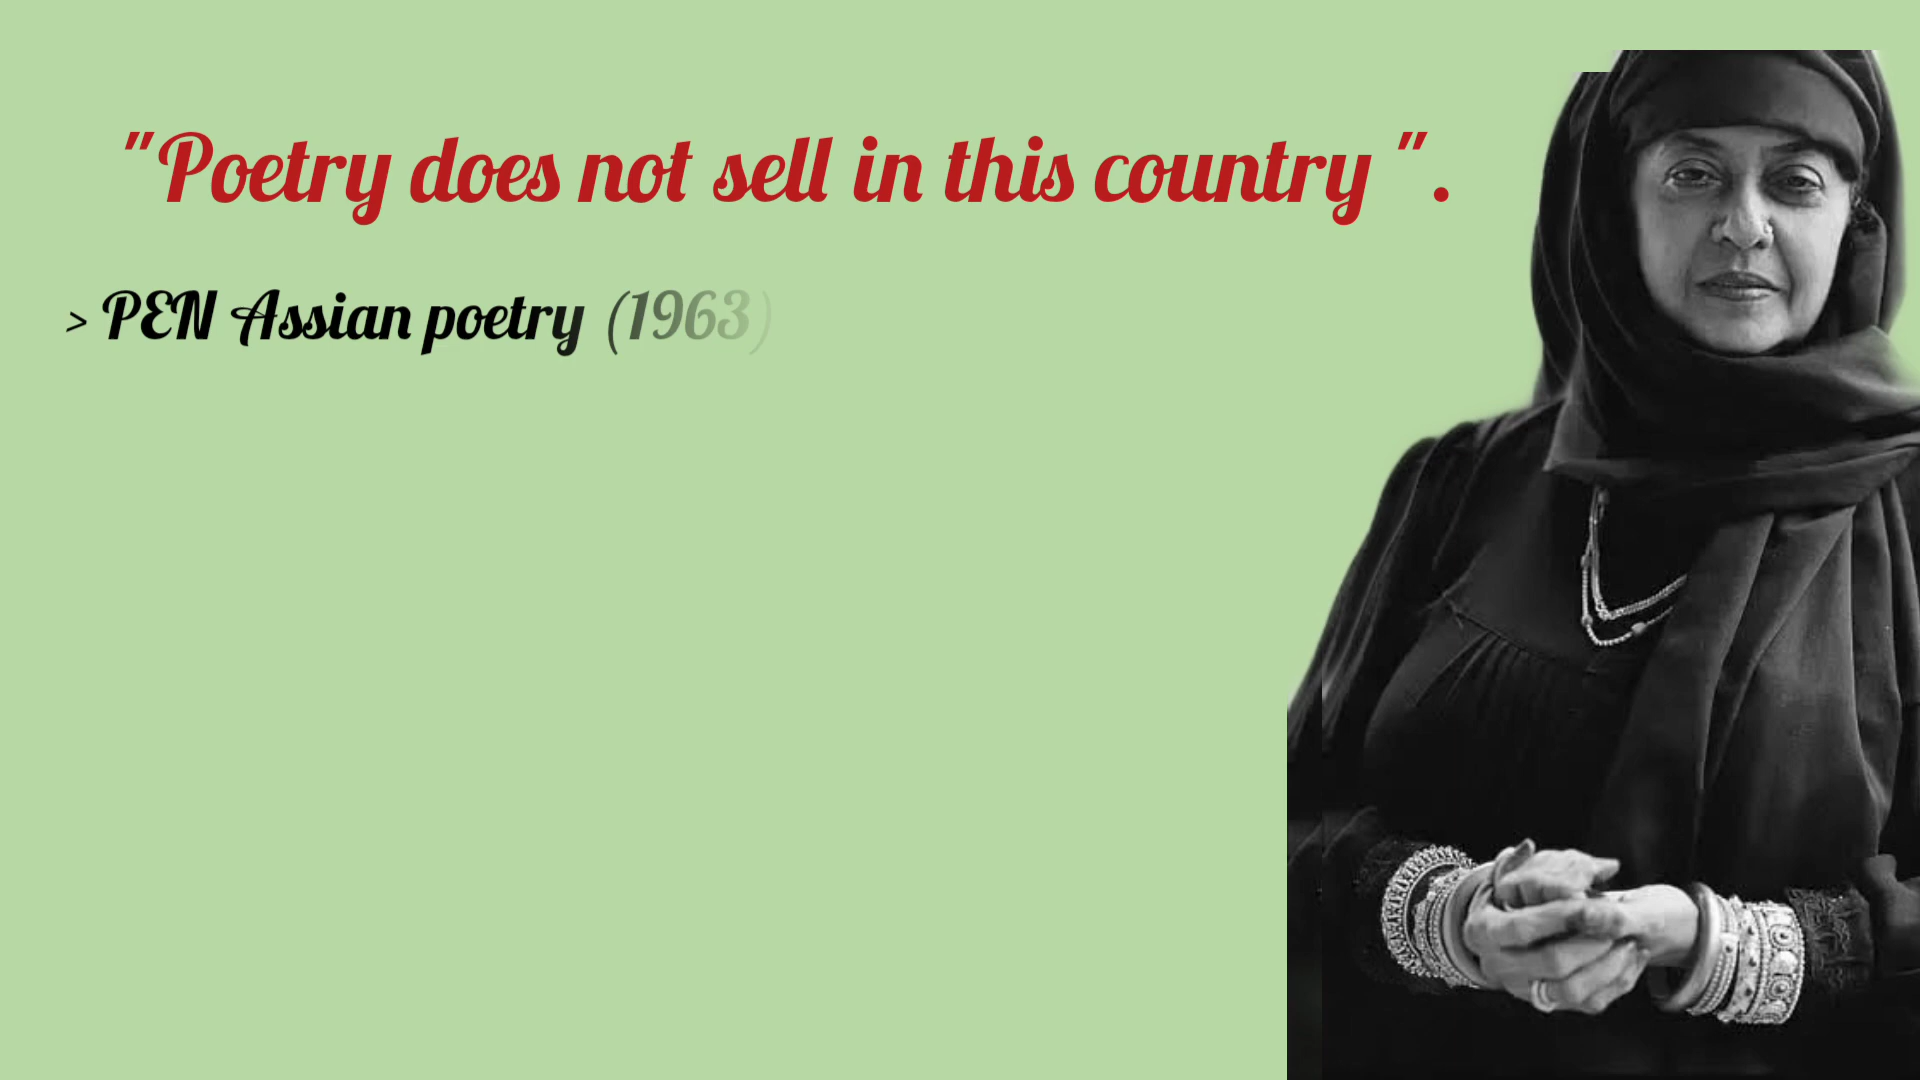 "Poetry does not sell in this country ".
> PEN Assian poetry (1963)